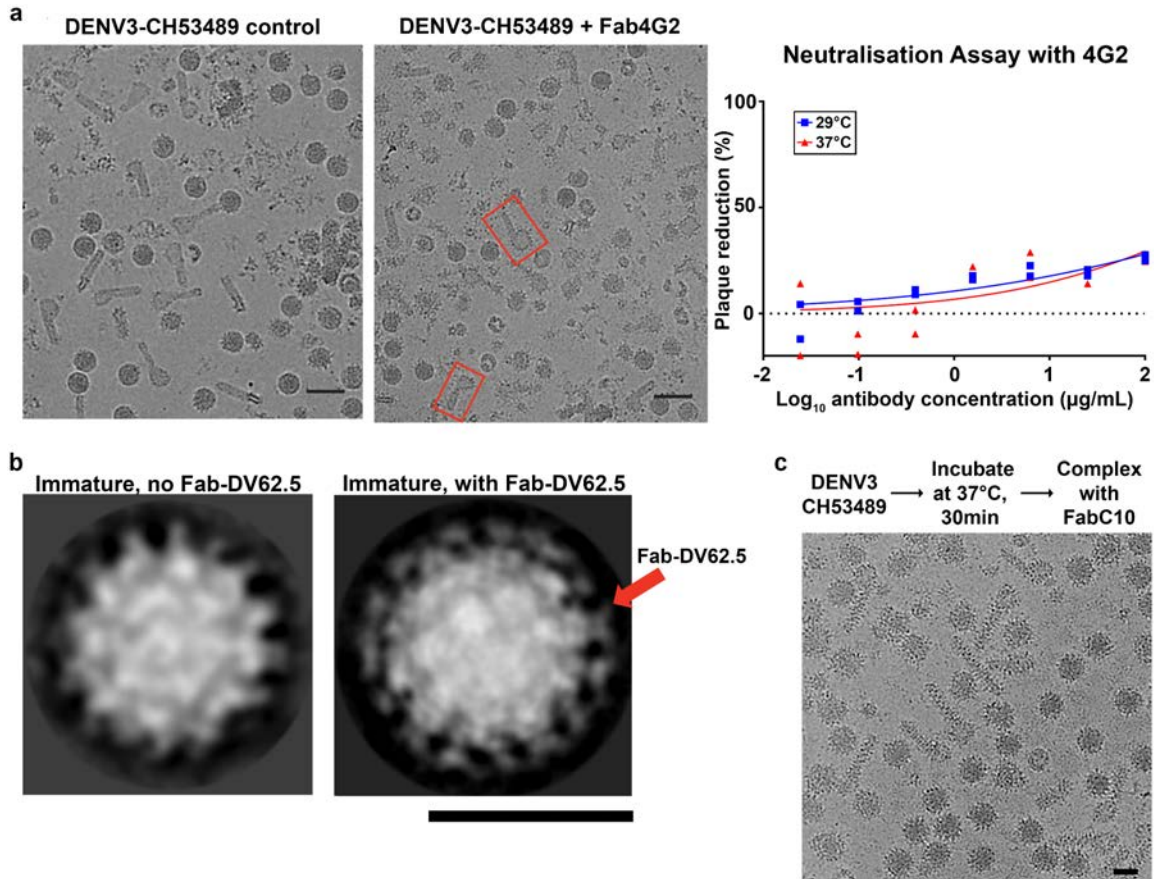 a
DENV3-CH53489 control
DENV3-CH53489 + Fab4G2
Neutralisation Assay with 4G2
100
50
0
Plaque reduction (%)
29°C
37°C
-2
-1
0
1
2
Log₁₀ antibody concentration (µg/mL)
b
Immature, no Fab-DV62.5
Immature, with Fab-DV62.5
Fab-DV62.5
c
DENV3
CH53489
Incubate
at 37°C,
30min
Complex
with
FabC10